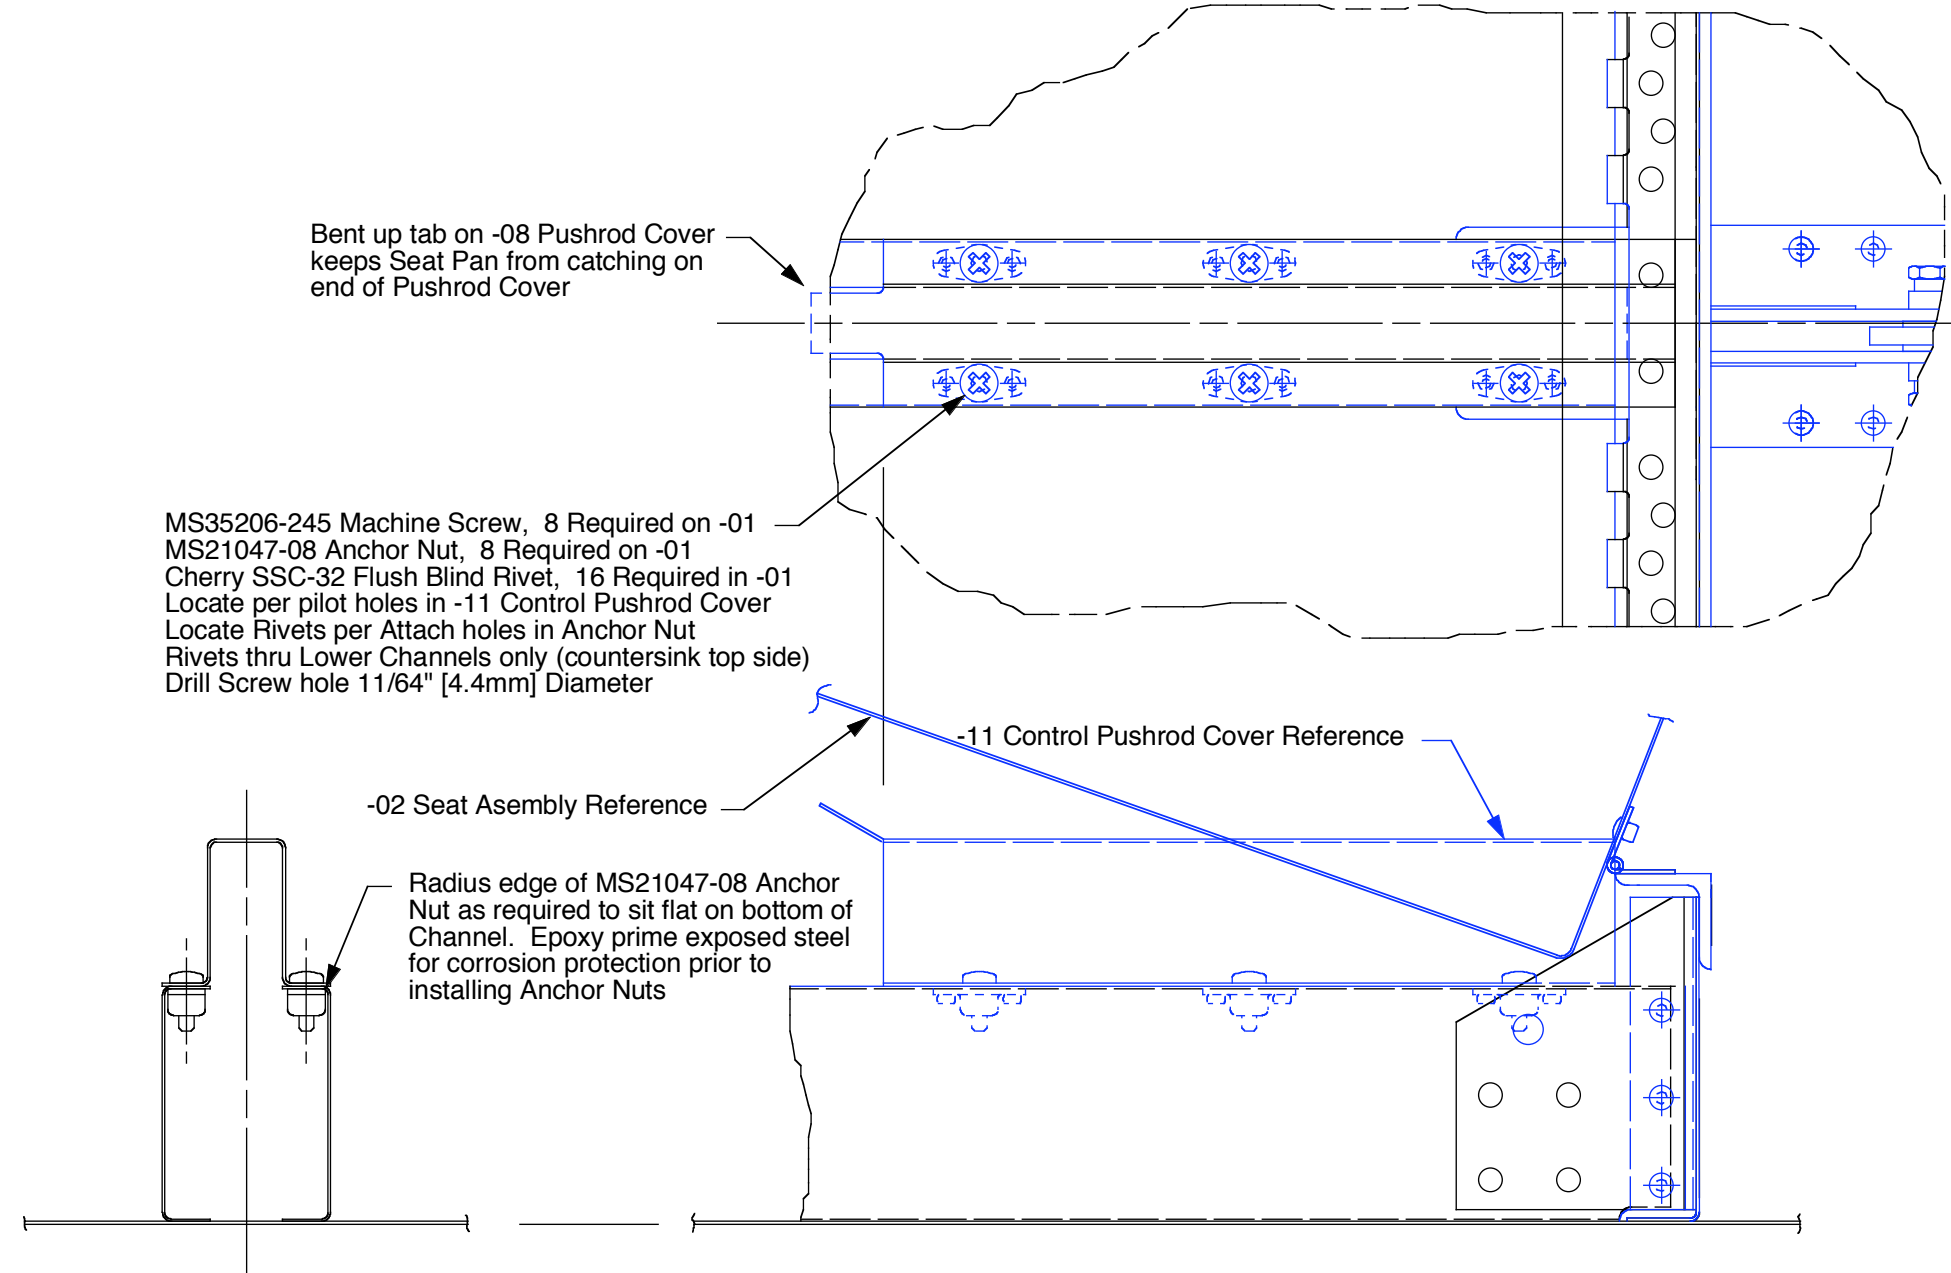 Bent up tab on -08 Pushrod Cover
keeps Seat Pan from catching on
end of Pushrod Cover
MS35206-245 Machine Screw,  8 Required on -01
MS21047-08 Anchor Nut,  8 Required on -01
Cherry SSC-32 Flush Blind Rivet,  16 Required in -01
Locate per pilot holes in -11 Control Pushrod Cover
Locate Rivets per Attach holes in Anchor Nut
Rivets thru Lower Channels only (countersink top side)
Drill Screw hole 11/64" [4.4mm] Diameter
-11 Control Pushrod Cover Reference
-02 Seat Asembly Reference
Radius edge of MS21047-08 Anchor
Nut as required to sit flat on bottom of
Channel.  Epoxy prime exposed steel
for corrosion protection prior to
installing Anchor Nuts